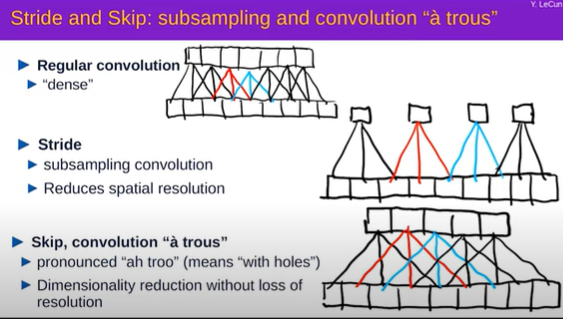 Y. LeCun
Stride and Skip: subsampling and convolution “à trous”
Regular convolution
“dense”
Stride
subsampling convolution
Reduces spatial resolution
Skip, convolution “à trous”
pronounced “ah troo” (means “with holes”)
Dimensionality reduction without loss of
resolution